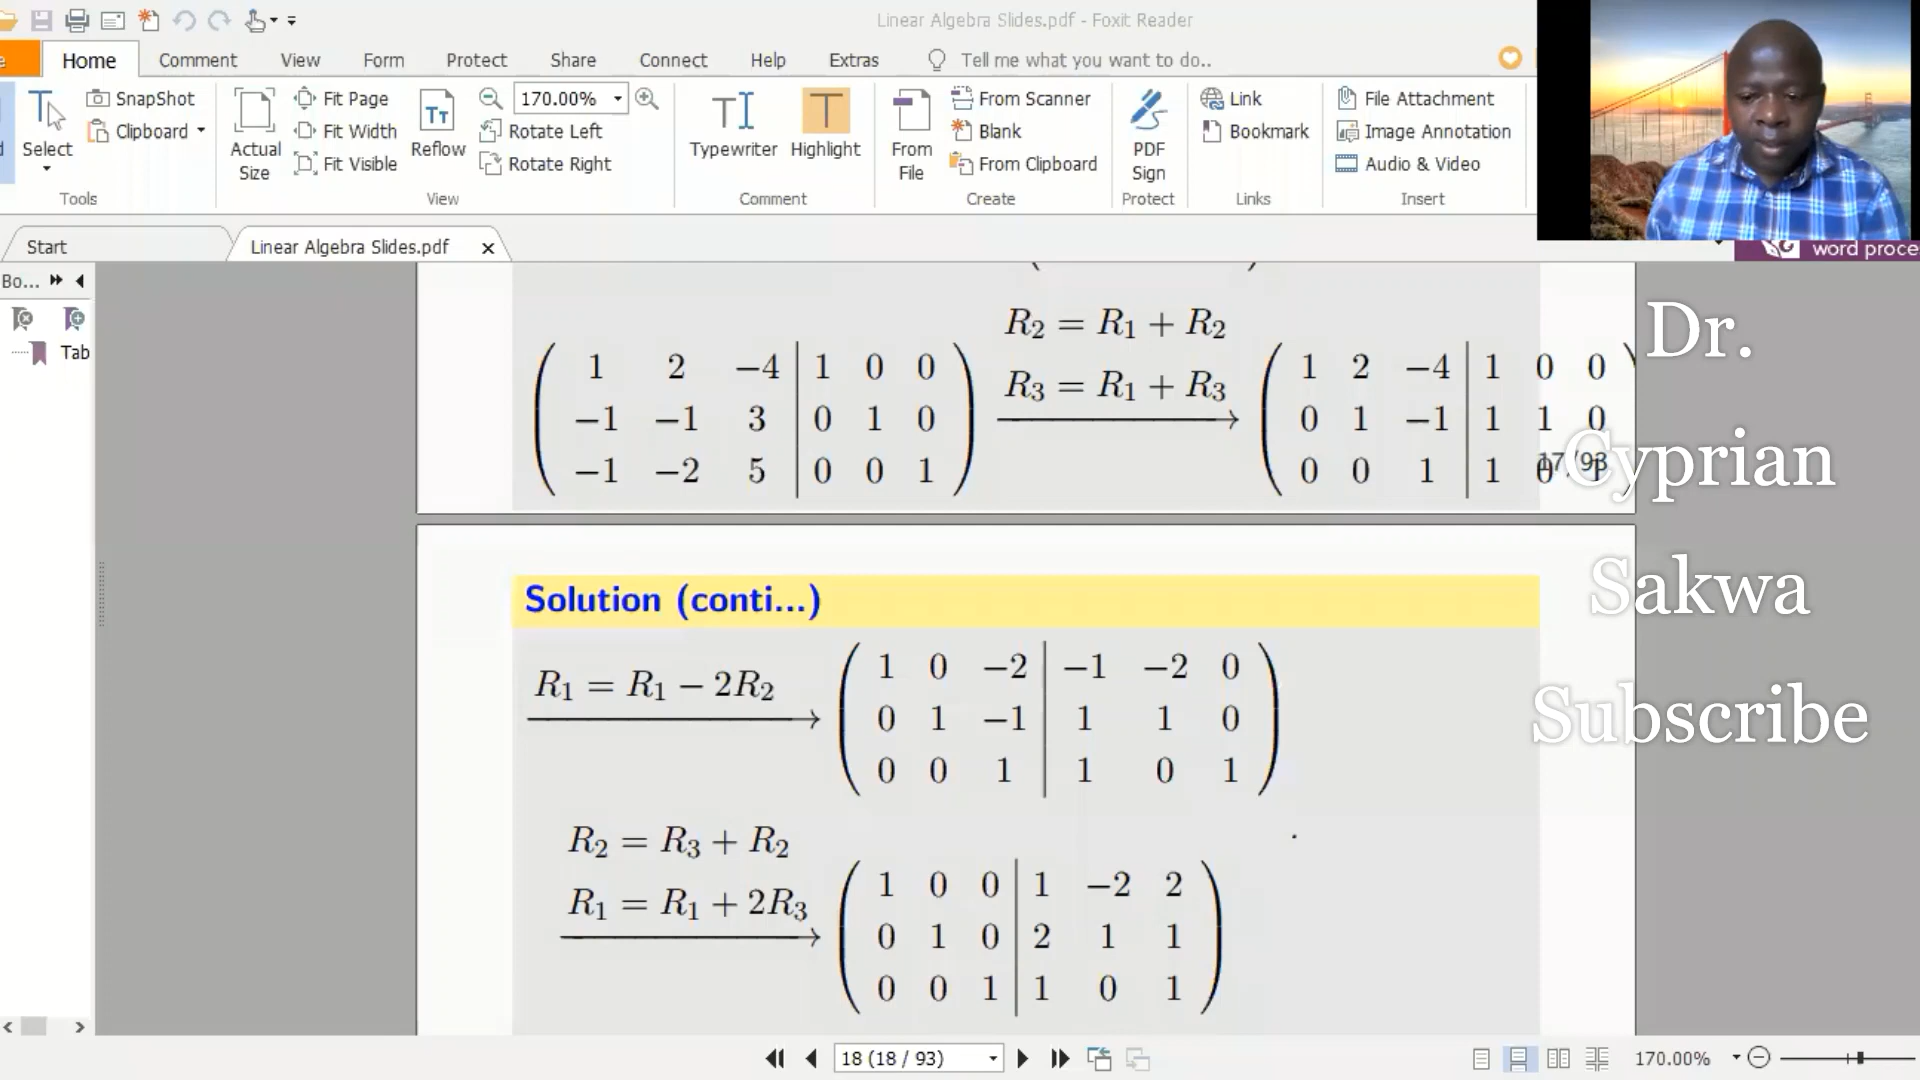 Linear Algebra Slides.pdf - Foxit Reader
Home Comment View Form Protect Share Connect Help Extras Tell me what you want to do..
SnapShot Fit Page 170.00% From Scanner Link File Attachment
Clipboard Fit Width Rotate Left Blank Bookmark Image Annotation
Select Actual Size Fit Visible Reflow Rotate Right Typewriter Highlight From File From Clipboard PDF Sign Audio & Video
Tools View Comment Create Protect Links Insert
Start Linear Algebra Slides.pdf
word proce
Bo...
Tab
R2 = R1 + R2
R3 = R1 + R3
1 2 −4 | 1 0 0 1 2 −4 | 1 0 0
−1 −1 3 | 0 1 0 0 1 −1 | 1 1 0
−1 −2 5 | 0 0 1 0 0 1 | 1 0 1
17/93
Solution (conti...)
R1 = R1 − 2R2
1 0 −2 | −1 −2 0
0 1 −1 | 1 1 0
0 0 1 | 1 0 1
R2 = R3 + R2
R1 = R1 + 2R3
1 0 0 | 1 −2 2
0 1 0 | 2 1 1
0 0 1 | 1 0 1
Dr.
Cyprian
Sakwa
Subscribe
18 (18 / 93)
170.00%